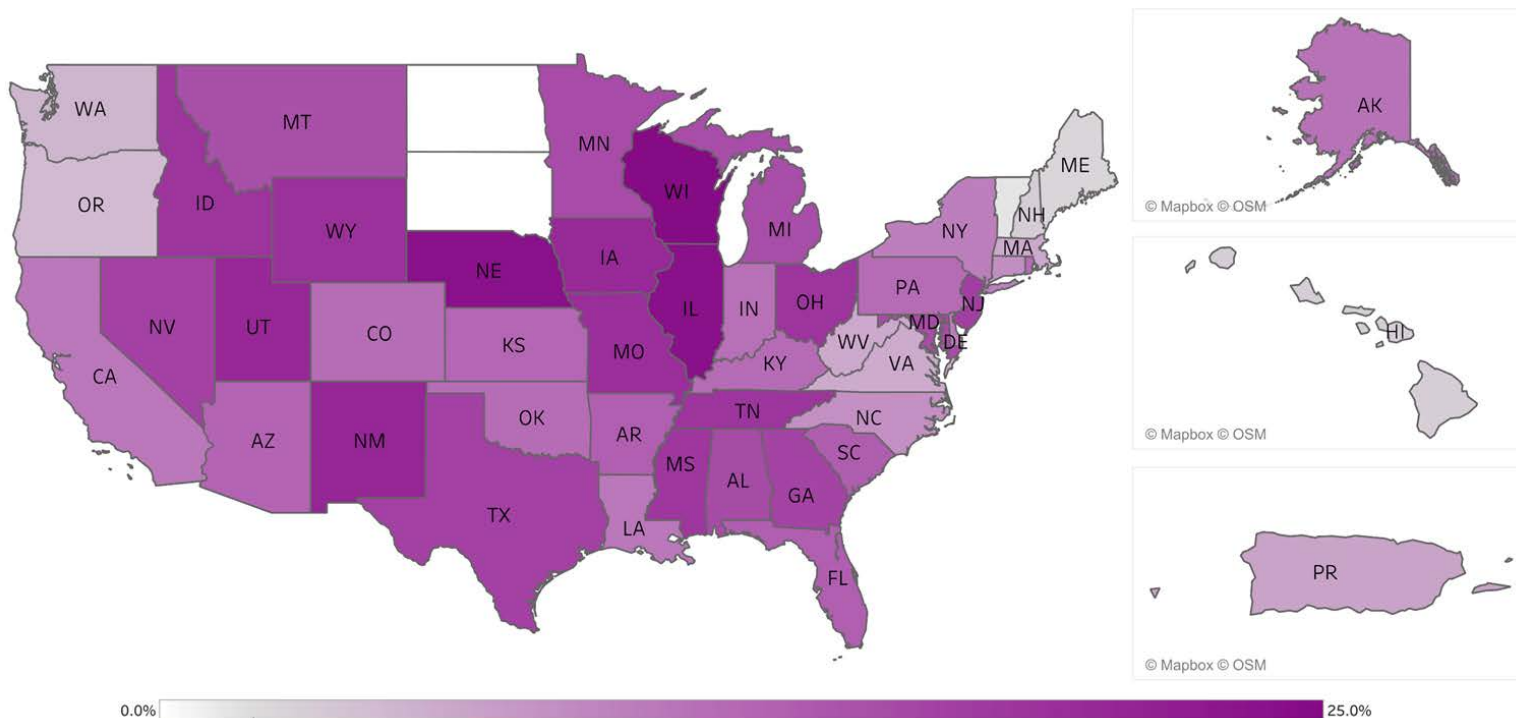 WA
MT
MN
ME
OR
ID
WI
NH
WY
MI
NY
MA
NE
IA
PA
NV
UT
CO
KS
IL
IN
OH
NJ
MD
DE
CA
MO
WV
VA
KY
AZ
NM
OK
AR
TN
NC
MS
AL
GA
SC
TX
LA
FL
AK
© Mapbox © OSM
HI
© Mapbox © OSM
PR
© Mapbox © OSM
0.0%
25.0%